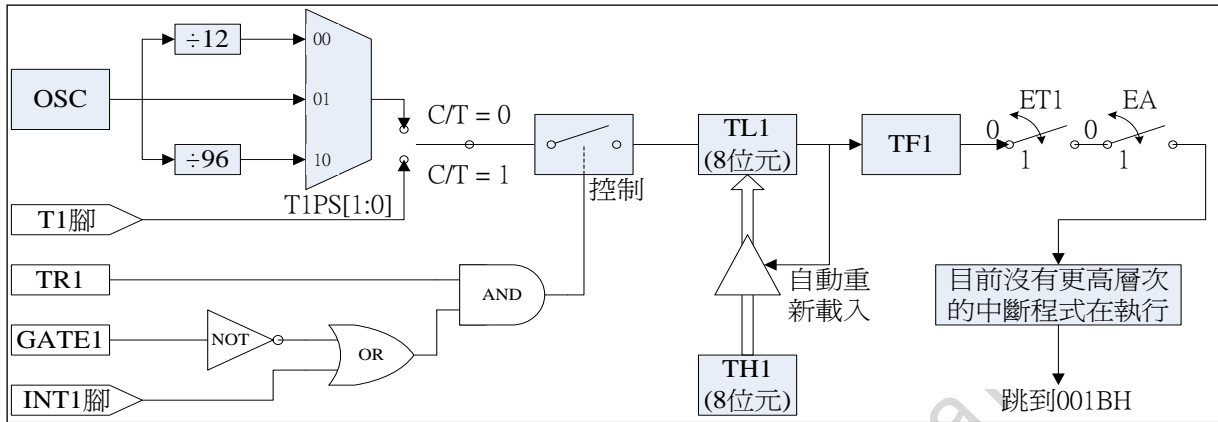 ÷12
00
OSC
01
÷96
10
T1PS[1:0]
C/T = 0
C/T = 1
T1腳
TR1
GATE1
NOT
INT1腳
OR
AND
控制
TL1
(8位元)
自動重
新載入
TH1
(8位元)
TF1
ET1
0
1
EA
0
1
目前沒有更高層次
的中斷程式在執行
跳到001BH